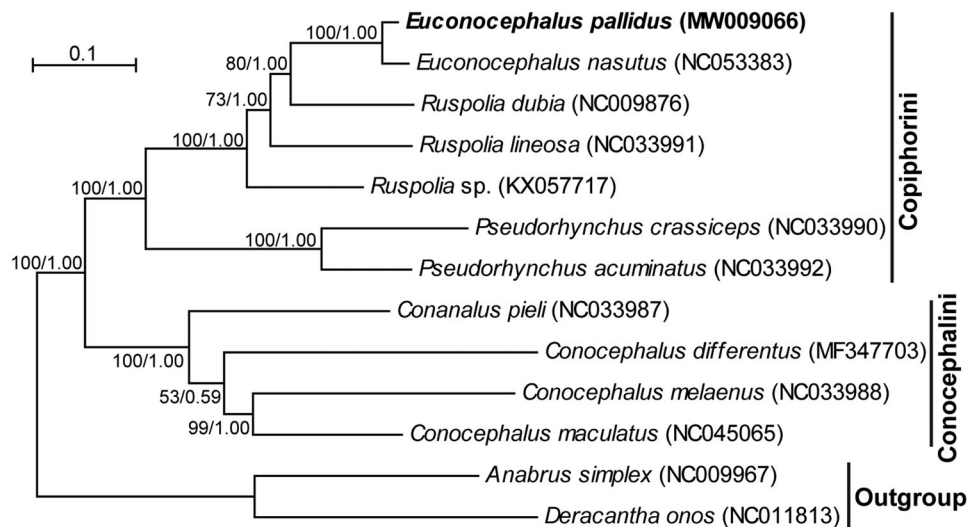 Euconocephalus pallidus (MW009066)
100/1.00
0.1
80/1.00
Euconocephalus nasutus (NC053383)
73/1.00
Ruspolia dubia (NC009876)
100/1.00
Ruspolia lineosa (NC033991)
100/1.00
Ruspolia sp. (KX057717)
Copiphorini
Pseudorhynchus crassiceps (NC033990)
100/1.00
100/1.00
Pseudorhynchus acuminatus (NC033992)
Conanalus pieli (NC033987)
100/1.00
Conocephalus differentus (MF347703)
53/0.59
Conocephalus melaenus (NC033988)
99/1.00
Conocephalus maculatus (NC045065)
Conocephalini
Anabrus simplex (NC009967)
Outgroup
Deracantha onos (NC011813)